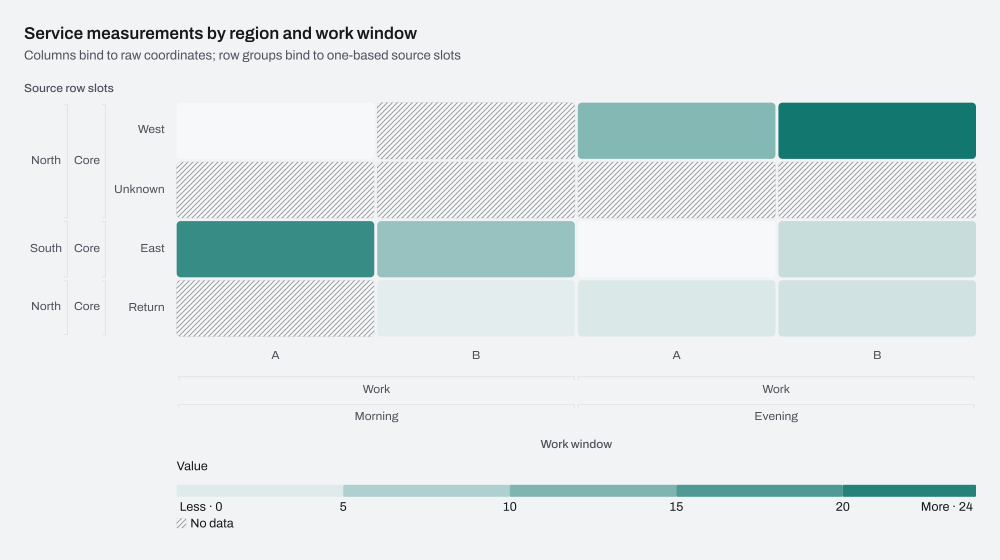 Service measurements by region and work window
Columns bind to raw coordinates; row groups bind to one-based source slots
Source row slots
North Core West
Unknown
South Core East
North Core Return
A B A B
Work Work
Morning Evening
Work window
Value
Less · 0 5 10 15 20 More · 24
No data